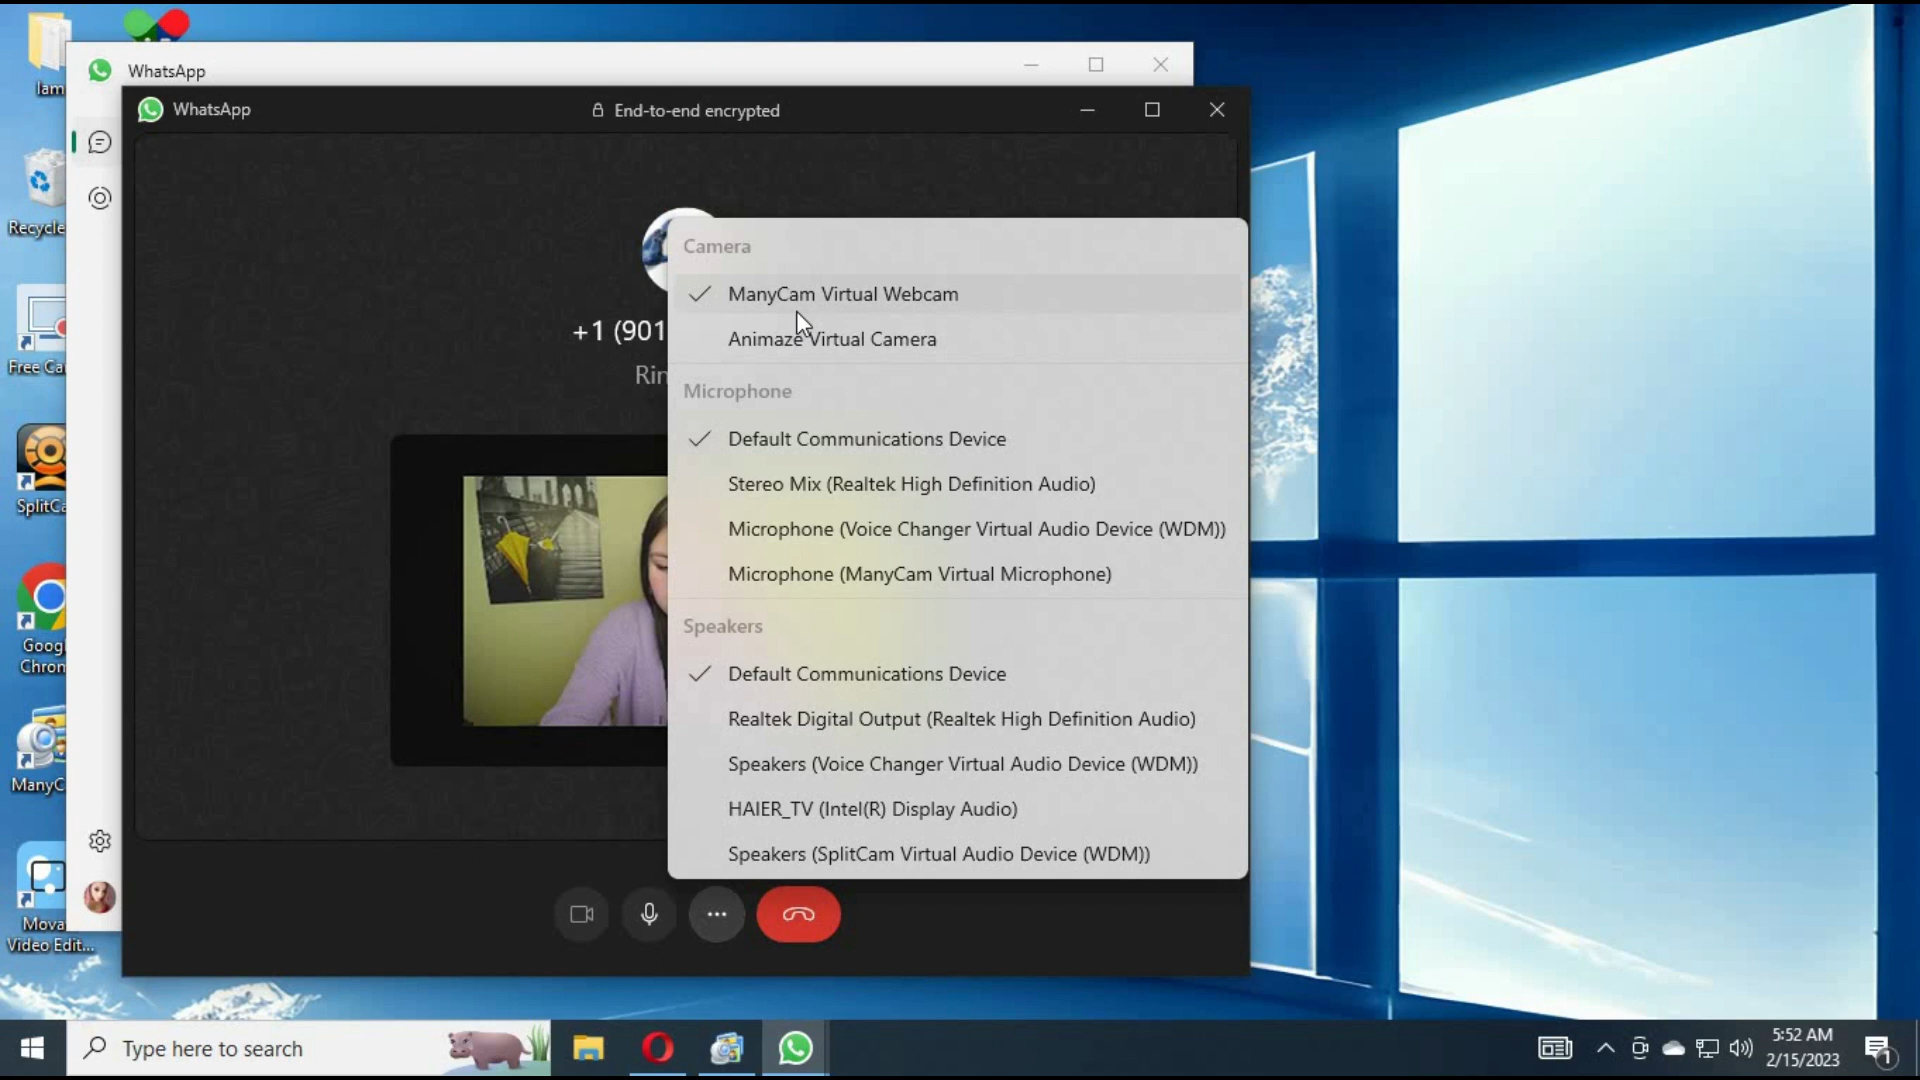 Iam
WhatsApp
WhatsApp
End-to-end encrypted
Recycle
Camera
ManyCam Virtual Webcam
+1 (901
Animaze Virtual Camera
Free Ca
Rin
Microphone
Default Communications Device
Stereo Mix (Realtek High Definition Audio)
SplitCa
Microphone (Voice Changer Virtual Audio Device (WDM))
Microphone (ManyCam Virtual Microphone)
Speakers
Goog
Chrom
Default Communications Device
Realtek Digital Output (Realtek High Definition Audio)
Speakers (Voice Changer Virtual Audio Device (WDM))
ManyC
HAIER_TV (Intel(R) Display Audio)
Speakers (SplitCam Virtual Audio Device (WDM))
Mova
Video Edit...
Type here to search
5:52 AM
2/15/2023
1